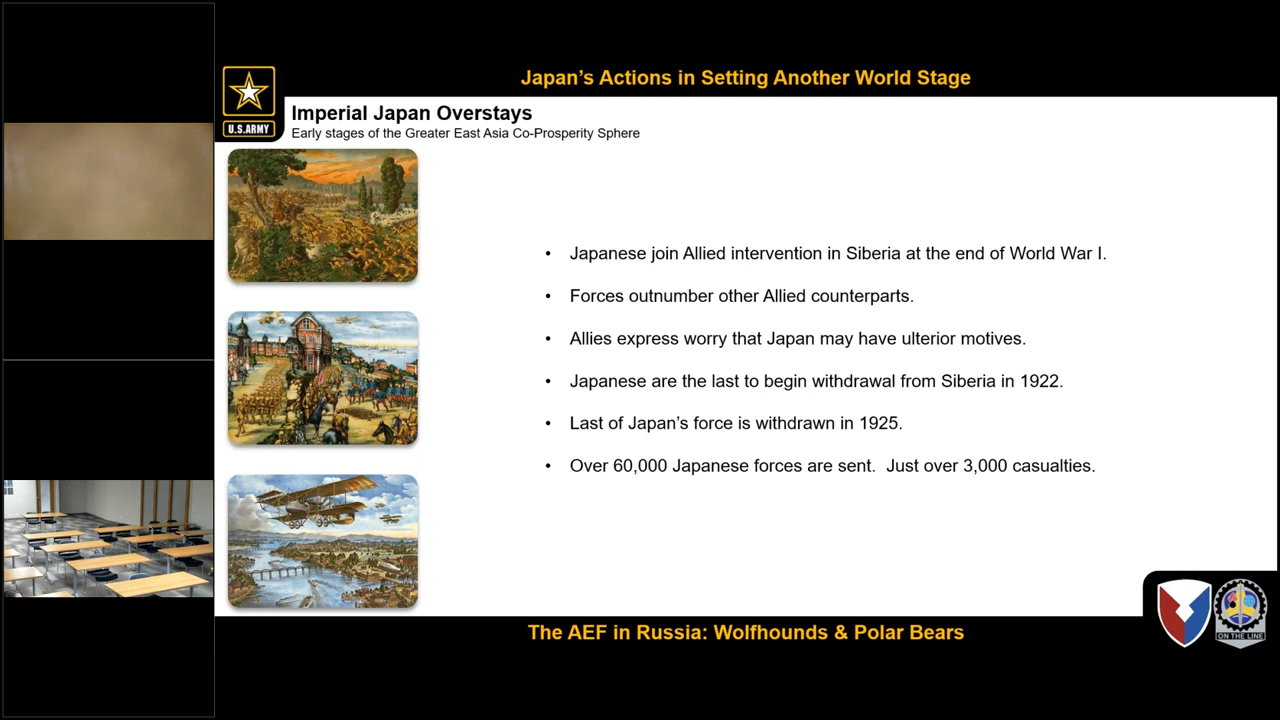 Japan's Actions in Setting Another World Stage
U.S.ARMY
Imperial Japan Overstays
Early stages of the Greater East Asia Co-Prosperity Sphere
• Japanese join Allied intervention in Siberia at the end of World War I.
• Forces outnumber other Allied counterparts.
• Allies express worry that Japan may have ulterior motives.
• Japanese are the last to begin withdrawal from Siberia in 1922.
• Last of Japan's force is withdrawn in 1925.
• Over 60,000 Japanese forces are sent.  Just over 3,000 casualties.
The AEF in Russia: Wolfhounds & Polar Bears
ON THE LINE